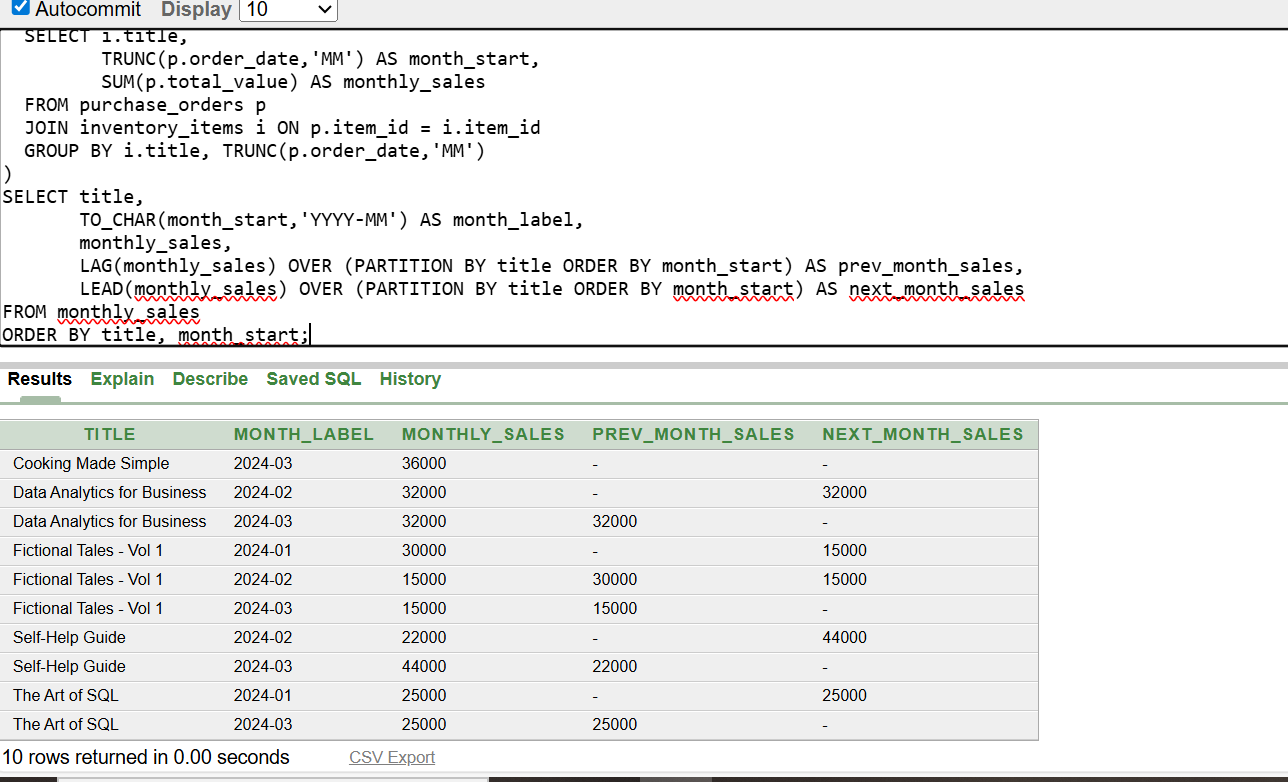 Autocommit Display 10
SELECT i.title,
TRUNC(p.order_date,'MM') AS month_start,
SUM(p.total_value) AS monthly_sales
FROM purchase_orders p
JOIN inventory_items i ON p.item_id = i.item_id
GROUP BY i.title, TRUNC(p.order_date,'MM')
)
SELECT title,
TO_CHAR(month_start,'YYYY-MM') AS month_label,
monthly_sales,
LAG(monthly_sales) OVER (PARTITION BY title ORDER BY month_start) AS prev_month_sales,
LEAD(monthly_sales) OVER (PARTITION BY title ORDER BY month_start) AS next_month_sales
FROM monthly_sales
ORDER BY title, month_start;
Results Explain Describe Saved SQL History
TITLE MONTH_LABEL MONTHLY_SALES PREV_MONTH_SALES NEXT_MONTH_SALES
Cooking Made Simple 2024-03 36000 - -
Data Analytics for Business 2024-02 32000 - 32000
Data Analytics for Business 2024-03 32000 32000 -
Fictional Tales - Vol 1 2024-01 30000 - 15000
Fictional Tales - Vol 1 2024-02 15000 30000 15000
Fictional Tales - Vol 1 2024-03 15000 15000 -
Self-Help Guide 2024-02 22000 - 44000
Self-Help Guide 2024-03 44000 22000 -
The Art of SQL 2024-01 25000 - 25000
The Art of SQL 2024-03 25000 25000 -
10 rows returned in 0.00 seconds CSV Export